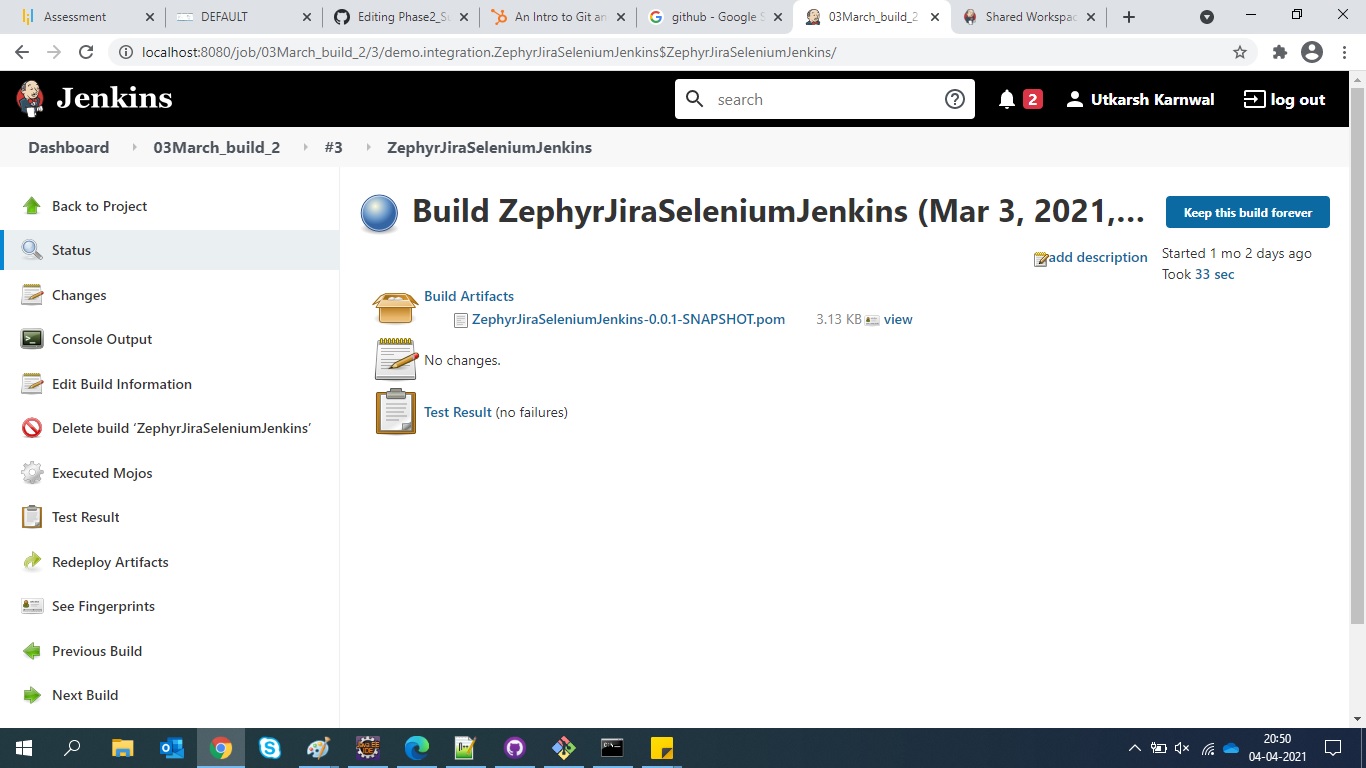 Assessment
DEFAULT
Editing Phase2_S
An Intro to Git an
github - Google S
03March_build_2
Shared Workspac
localhost:8080/job/03March_build_2/3/demo.integration.ZephyrJiraSeleniumJenkins$ZephyrJiraSeleniumJenkins/
Jenkins
search
2
Utkarsh Karnwal
log out
Dashboard
03March_build_2
#3
ZephyrJiraSeleniumJenkins
Back to Project
Status
Changes
Console Output
Edit Build Information
Delete build ‘ZephyrJiraSeleniumJenkins’
Executed Mojos
Test Result
Redeploy Artifacts
See Fingerprints
Previous Build
Next Build
Build ZephyrJiraSeleniumJenkins (Mar 3, 2021,...
Keep this build forever
add description
Started 1 mo 2 days ago
Took 33 sec
Build Artifacts
ZephyrJiraSeleniumJenkins-0.0.1-SNAPSHOT.pom 3.13 KB view
No changes.
Test Result (no failures)
20:50
04-04-2021